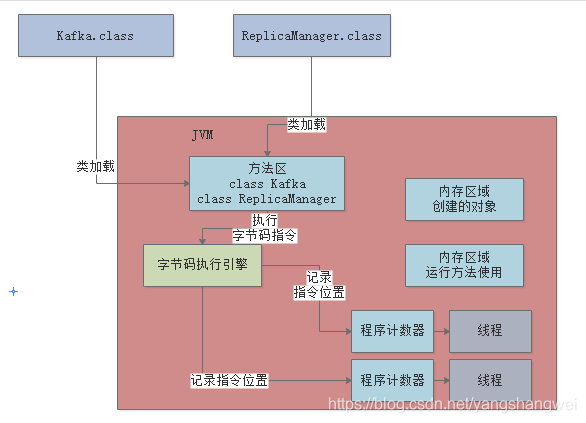 Kafka.class
ReplicaManager.class
类加载
JVM
类加载
方法区
class Kafka
class ReplicaManager
内存区域
创建的对象
执行
字节码指令
字节码执行引擎
内存区域
运行方法使用
记录
指令位置
程序计数器
线程
记录指令位置
程序计数器
线程
https://blog.csdn.net/yangshangwei